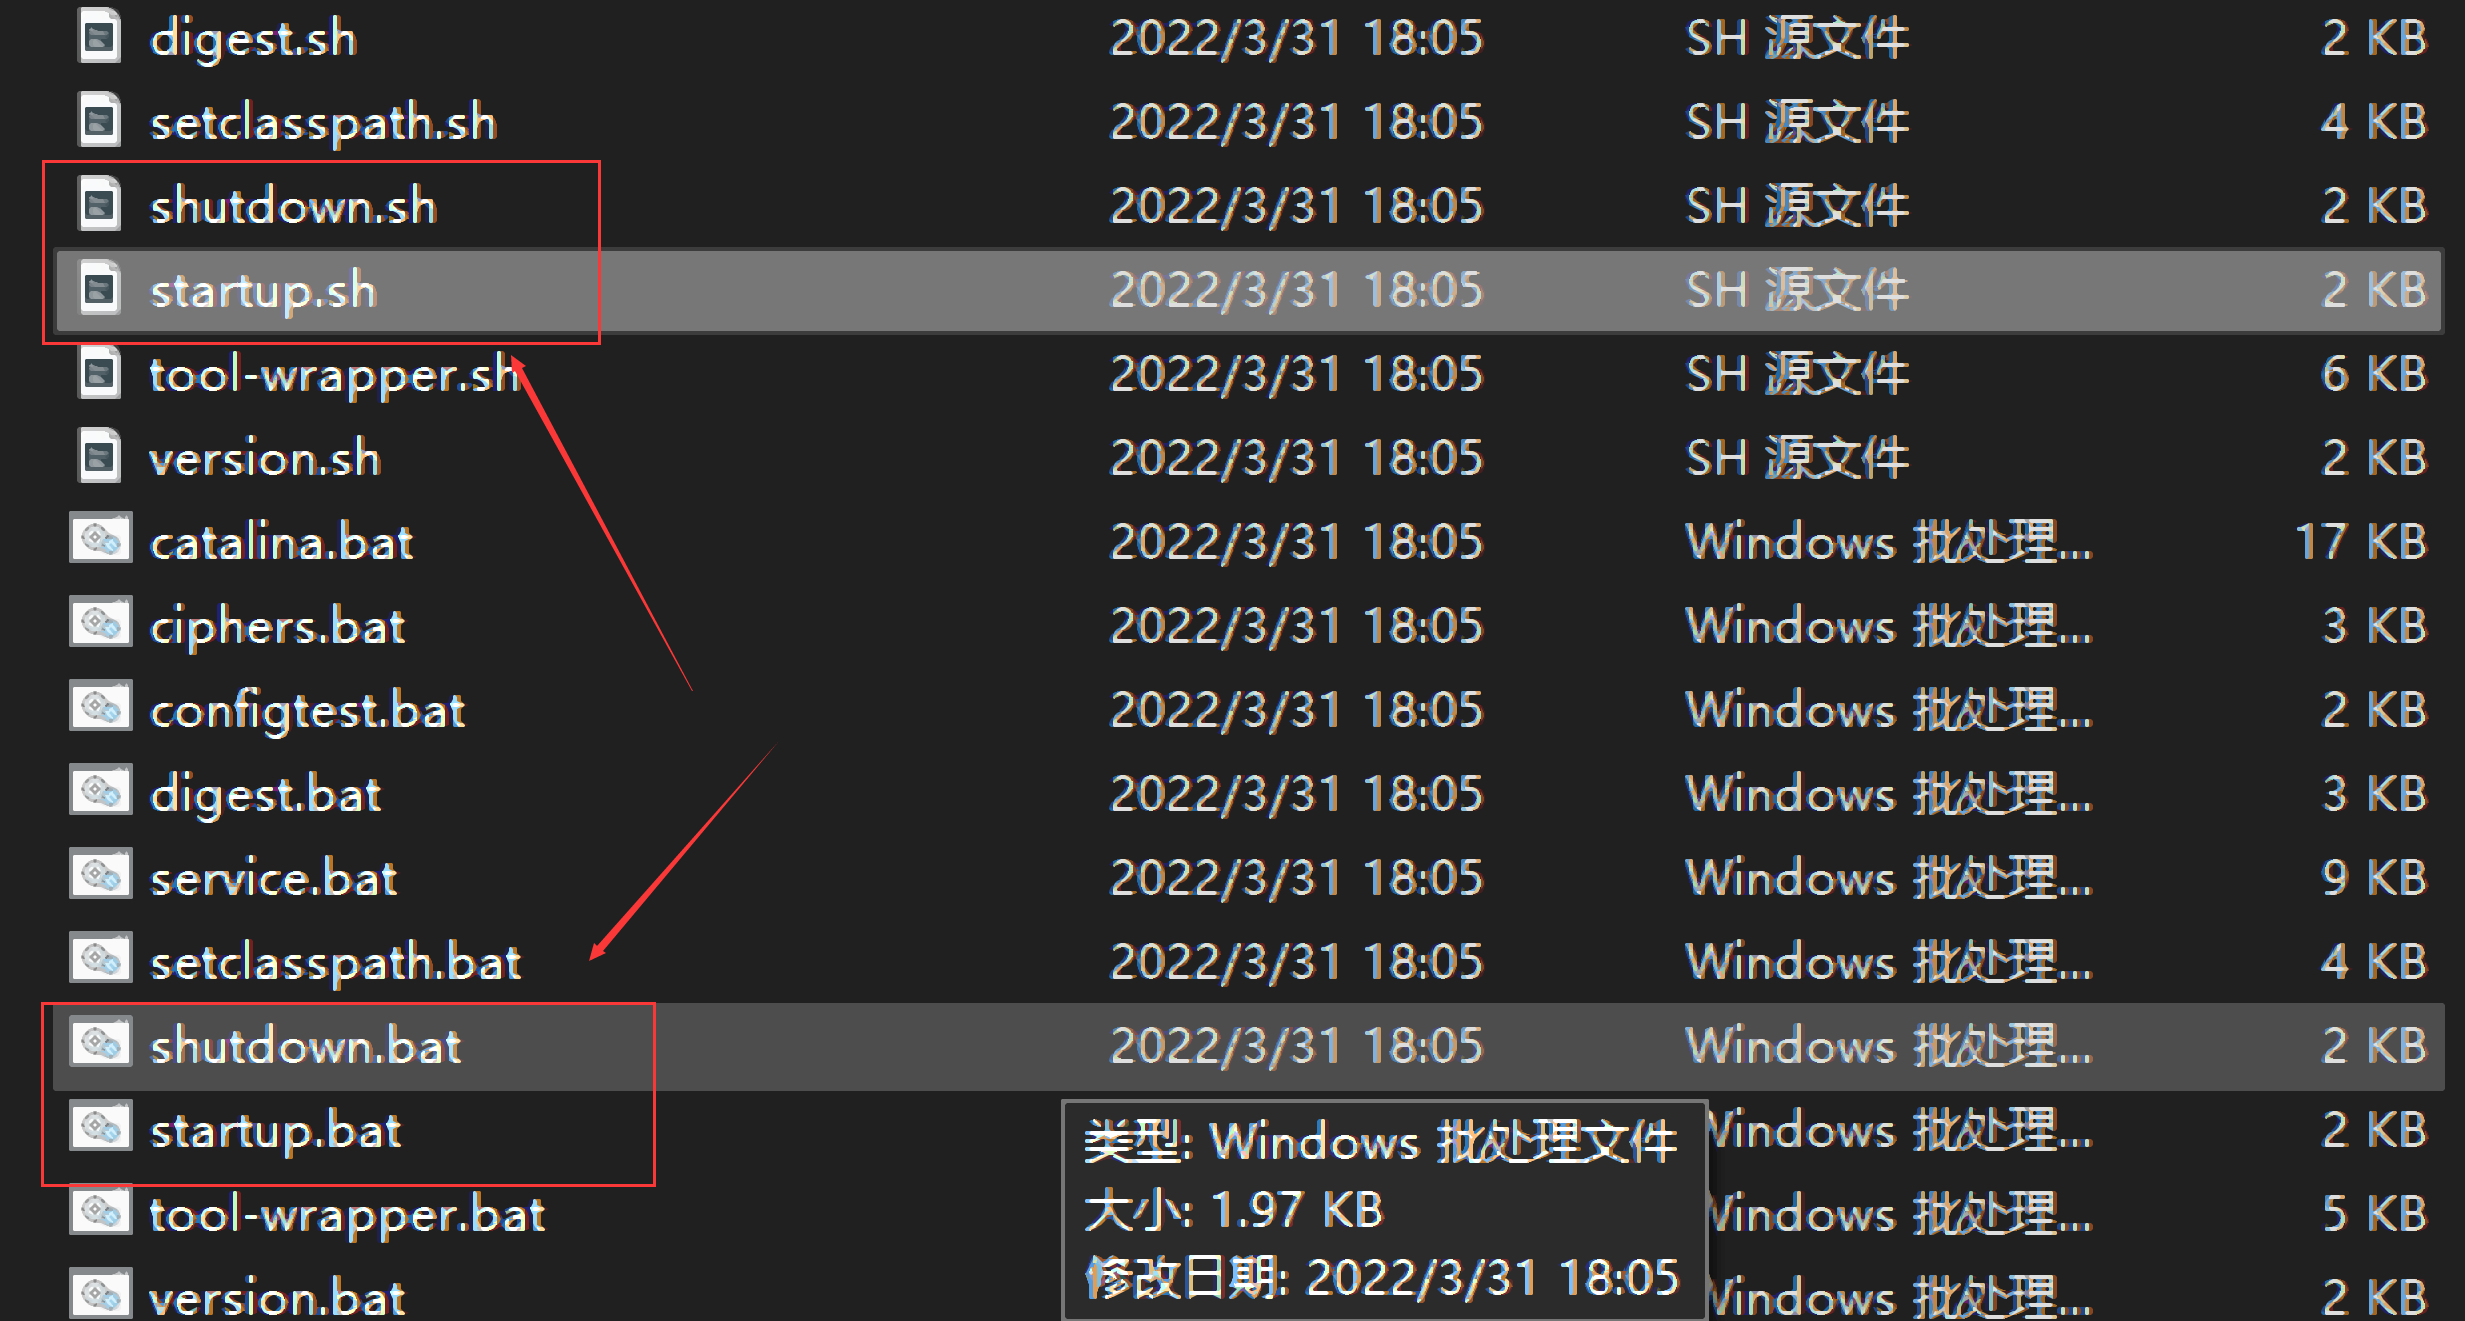 digest.sh 2022/3/31 18:05 SH 源文件 2 KB
setclasspath.sh 2022/3/31 18:05 SH 源文件 4 KB
shutdown.sh 2022/3/31 18:05 SH 源文件 2 KB
startup.sh 2022/3/31 18:05 SH 源文件 2 KB
tool-wrapper.sh 2022/3/31 18:05 SH 源文件 6 KB
version.sh 2022/3/31 18:05 SH 源文件 2 KB
catalina.bat 2022/3/31 18:05 Windows 批处理... 17 KB
ciphers.bat 2022/3/31 18:05 Windows 批处理... 3 KB
configtest.bat 2022/3/31 18:05 Windows 批处理... 2 KB
digest.bat 2022/3/31 18:05 Windows 批处理... 3 KB
service.bat 2022/3/31 18:05 Windows 批处理... 9 KB
setclasspath.bat 2022/3/31 18:05 Windows 批处理... 4 KB
shutdown.bat 2022/3/31 18:05 Windows 批处理... 2 KB
startup.bat Windows 批处理... 2 KB
tool-wrapper.bat Windows 批处理... 5 KB
version.bat Windows 批处理... 2 KB
类型: Windows 批处理文件
大小: 1.97 KB
修改日期: 2022/3/31 18:05